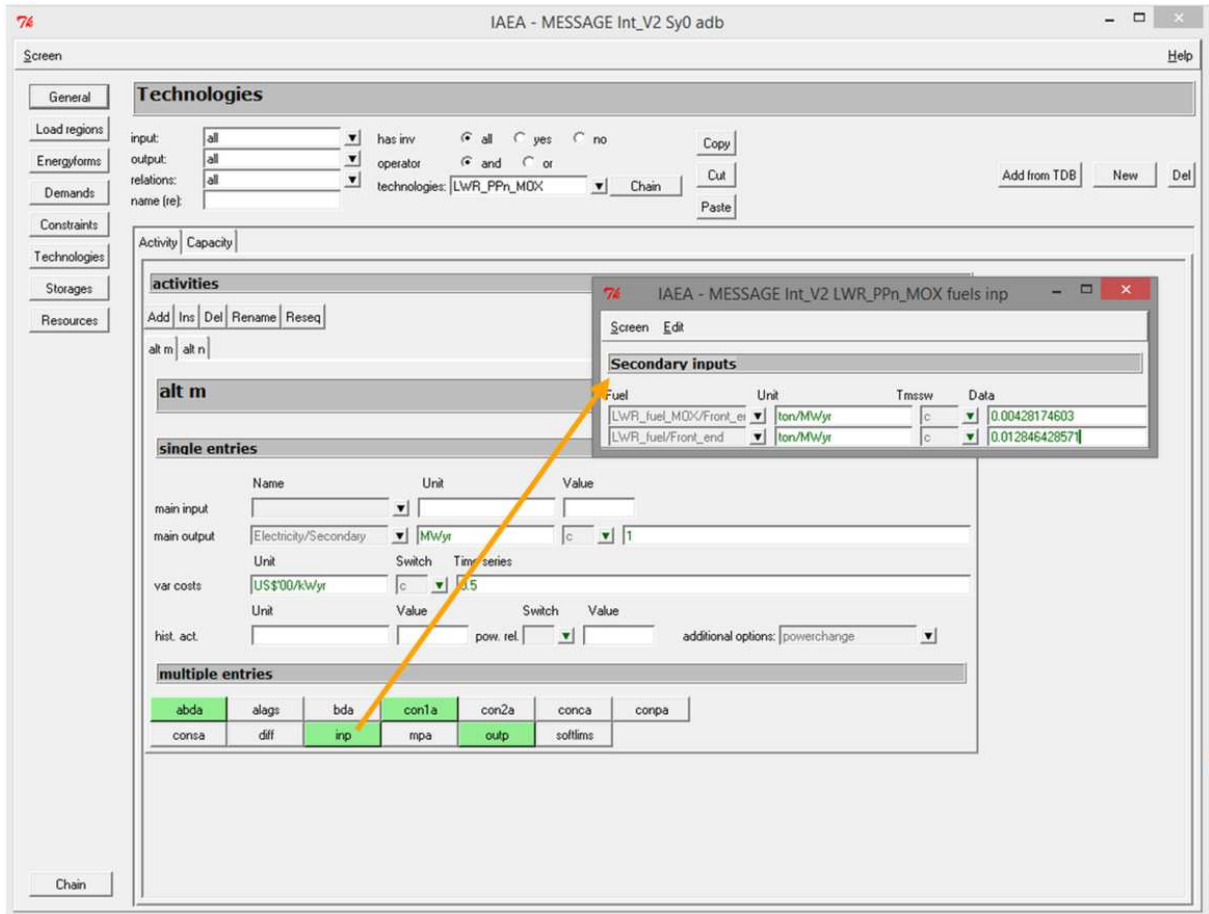 IAEA - MESSAGE Int_V2 Sy0 adb
Screen Help
General
Technologies
Load regions
Energyforms
Demands
Constraints
Technologies
Storages
Resources
input: all has inv all yes no Copy
output: all operator and or Cut
relations: all technologies: LWR_PPn_MOX Chain Add from TDB New Del
name (re): Paste
Activity Capacity
activities
Add Ins Del Rename Reseq
alt m alt n
alt m
IAEA - MESSAGE Int_V2 LWR_PPn_MOX fuels inp
Screen Edit
Secondary inputs
Fuel Unit Tmssw Data
LWR_fuel_MOX/Front_er ton/MWyr c 0.00428174603
LWR_fuel/Front_end ton/MWyr c 0.012846428571
single entries
Name Unit Value
main input
main output Electricity/Secondary MWyr c 1
Unit Switch Time series
var costs US$'00/kWyr c
Unit Value Switch Value
hist. act. pow. rel. additional options: powerchange
multiple entries
abda alags bda con1a con2a conca conpa
consa diff inp mpa outp softlims
Chain